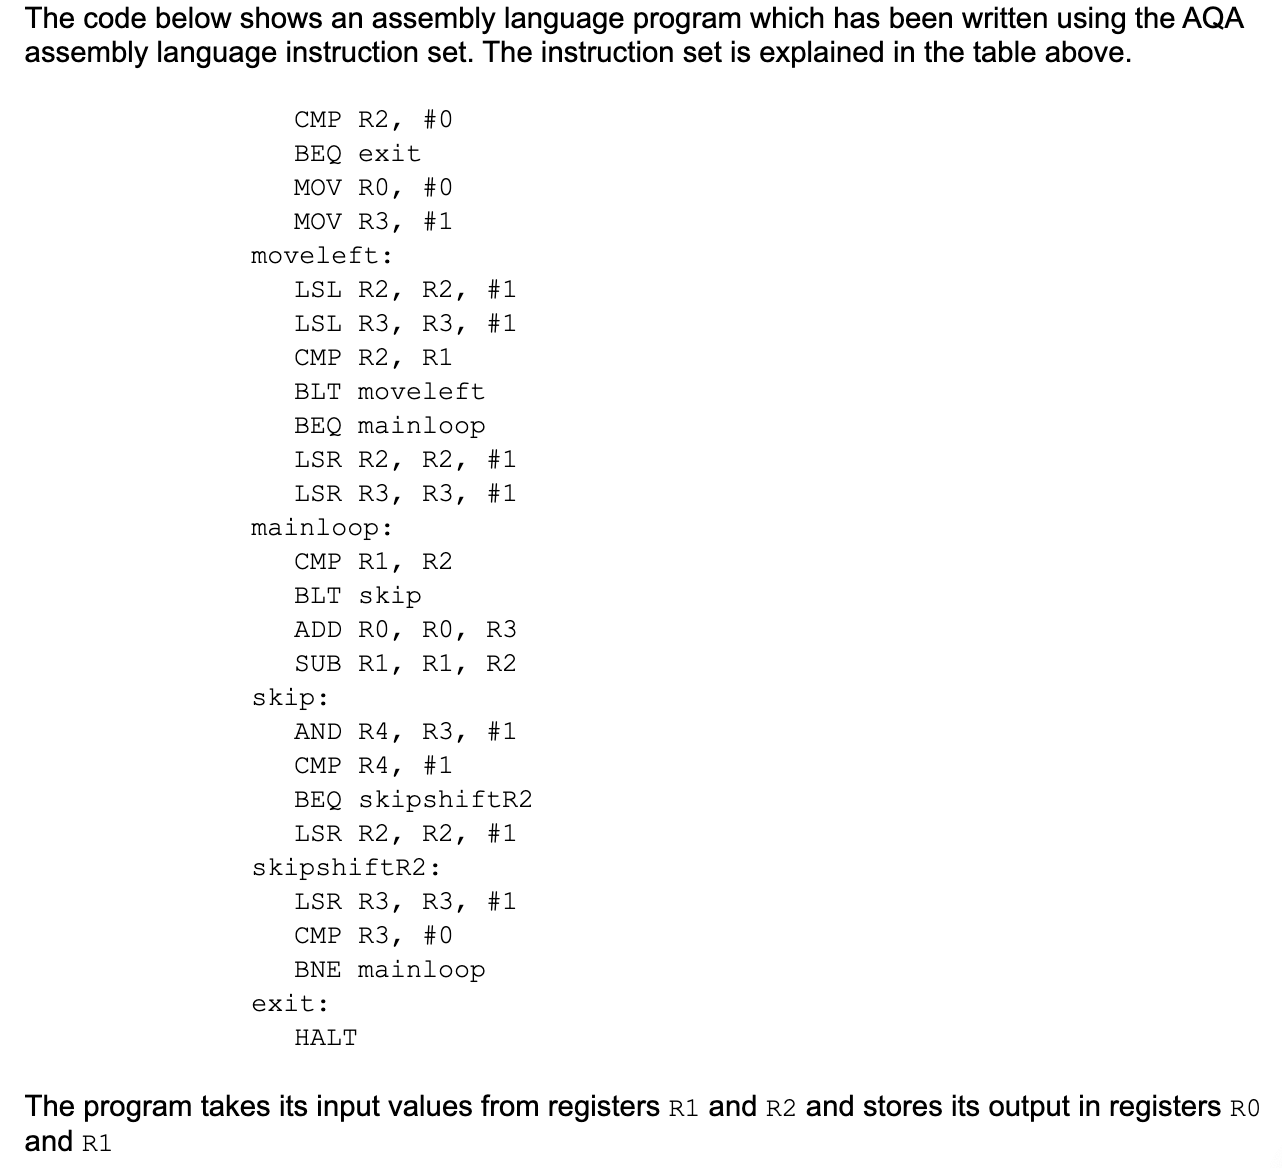 The code below shows an assembly language program which has been written using the AQA
assembly language instruction set. The instruction set is explained in the table above.
CMP R2, #0
BEQ exit
MOV R0, #0
MOV R3, #1
moveleft:
LSL R2, R2, #1
LSL R3, R3, #1
CMP R2, R1
BLT moveleft
BEQ mainloop
LSR R2, R2, #1
LSR R3, R3, #1
mainloop:
CMP R1, R2
BLT skip
ADD R0, R0, R3
SUB R1, R1, R2
skip:
AND R4, R3, #1
CMP R4, #1
BEQ skipshiftR2
LSR R2, R2, #1
skipshiftR2:
LSR R3, R3, #1
CMP R3, #0
BNE mainloop
exit:
HALT
The program takes its input values from registers R1 and R2 and stores its output in registers R0
and R1